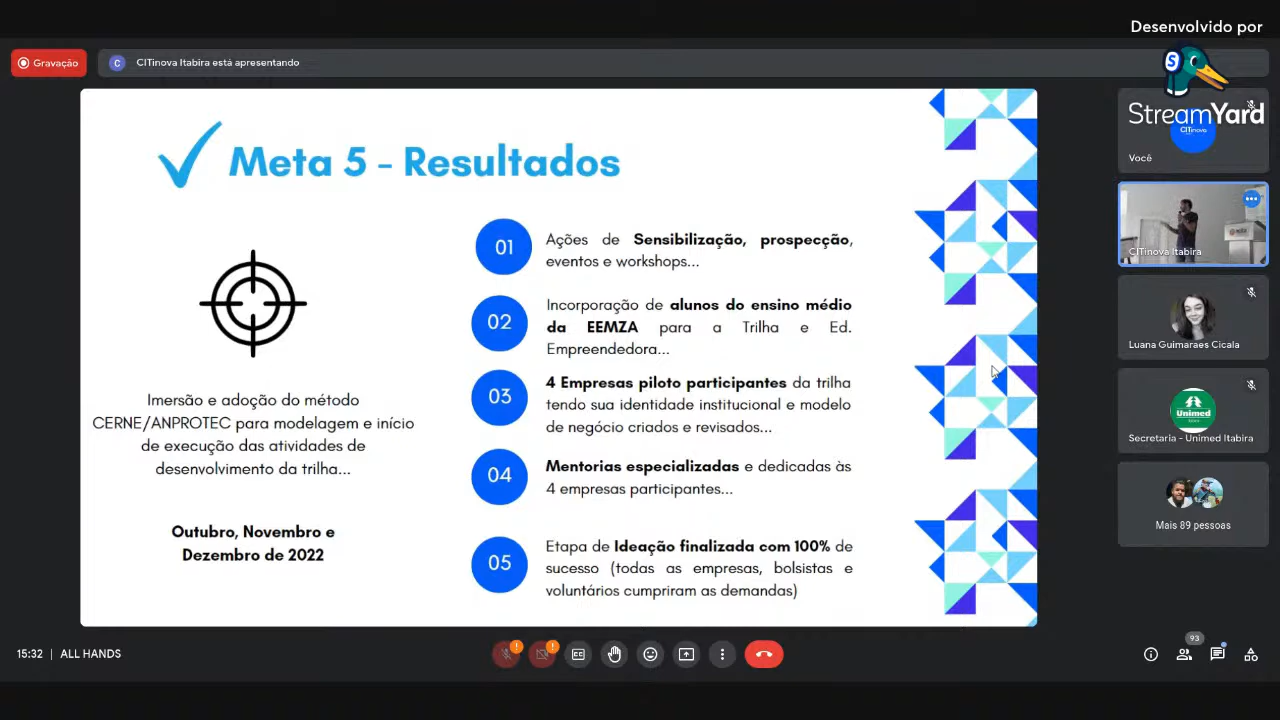 Desenvolvido por
StreamYard
Gravação
C
CITinova Itabira está apresentando
Meta 5 - Resultados
Imersão e adoção do método
CERNE/ANPROTEC para modelagem e início
de execução das atividades de
desenvolvimento da trilha...
Outubro, Novembro e
Dezembro de 2022
01
Ações de Sensibilização, prospecção,
eventos e workshops...
02
Incorporação de alunos do ensino médio
da EEMZA para a Trilha e Ed.
Empreendedora...
03
4 Empresas piloto participantes da trilha
tendo sua identidade institucional e modelo
de negócio criados e revisados...
04
Mentorias especializadas e dedicadas às
4 empresas participantes...
05
Etapa de Ideação finalizada com 100% de
sucesso (todas as empresas, bolsistas e
voluntários cumpriram as demandas)
CITinova
Você
CITinova Itabira
Luana Guimaraes Cicala
Unimed
Secretaria - Unimed Itabira
Mais 89 pessoas
15:32 | ALL HANDS
93